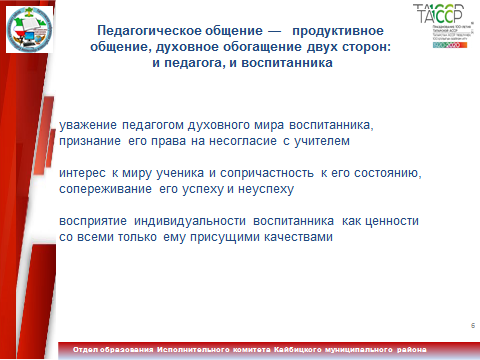 ТАССР
1920-2020
Педагогическое общение — продуктивное
общение, духовное обогащение двух сторон:
и педагога, и воспитанника
уважение педагогом духовного мира воспитанника,
признание его права на несогласие с учителем
интерес к миру ученика и сопричастность к его состоянию,
сопереживание его успеху и неуспеху
восприятие индивидуальности воспитанника как ценности
со всеми только ему присущими качествами
6
Отдел образования Исполнительного комитета Кайбицкого муниципального района